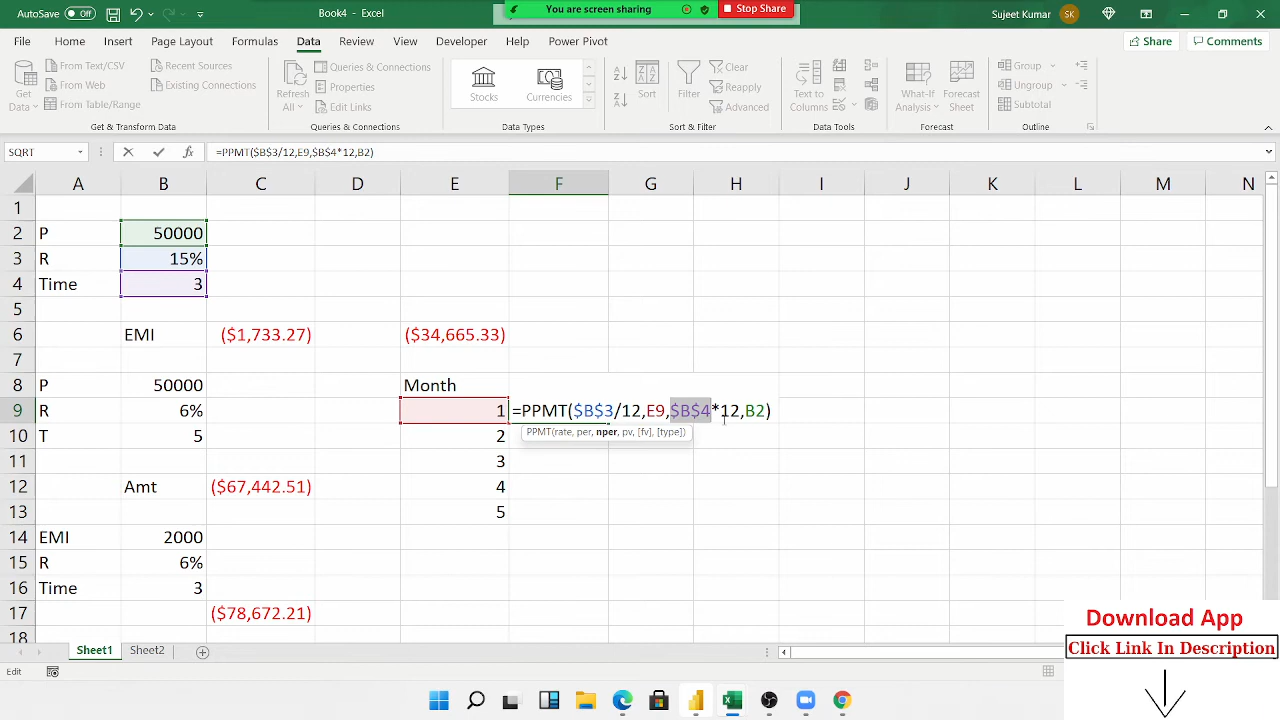 You are screen sharing
Stop Share
AutoSave Off
Book4 - Excel
Sujeet Kumar
SK
File Home Insert Page Layout Formulas Data Review View Developer Help Power Pivot
Share
Comments
Get Data
From Text/CSV
From Web
From Table/Range
Recent Sources
Existing Connections
Get & Transform Data
Refresh All
Queries & Connections
Properties
Edit Links
Queries & Connections
Stocks
Currencies
Data Types
Sort
Filter
Clear
Reapply
Advanced
Sort & Filter
Text to Columns
Data Tools
What-If Analysis
Forecast Sheet
Forecast
Group
Ungroup
Subtotal
Outline
SQRT
fx
=PPMT($B$3/12,E9,$B$4*12,B2)
A B C D E F G H I J K L M N
1
2 P 50000
3 R 15%
4 Time 3
5
6 EMI ($1,733.27) ($34,665.33)
7
8 P 50000 Month
9 R 6% 1 =PPMT($B$3/12,E9,$B$4*12,B2)
PPMT(rate, per, nper, pv, [fv], [type])
10 T 5 2
11 3
12 Amt ($67,442.51) 4
13 5
14 EMI 2000
15 R 6%
16 Time 3
17 ($78,672.21)
18
Download App
Click Link In Description
Sheet1 Sheet2
Edit